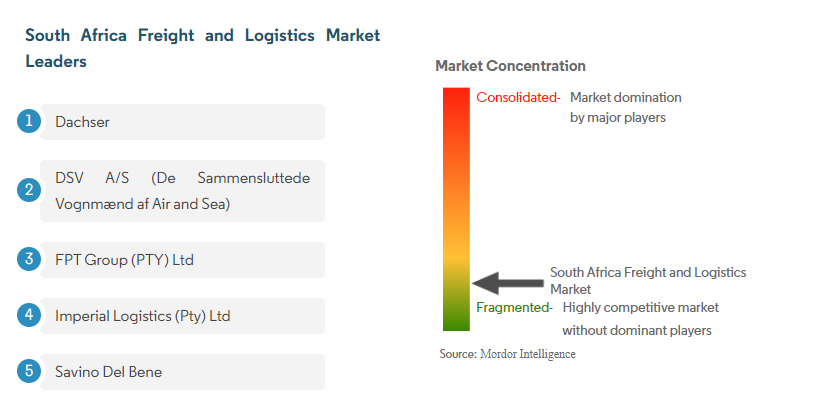 South Africa Freight and Logistics Market
Leaders
1
Dachser
2
DSV A/S (De Sammensluttede
Vognmænd af Air and Sea)
3
FPT Group (PTY) Ltd
4
Imperial Logistics (Pty) Ltd
5
Savino Del Bene
Market Concentration
Consolidated- Market domination
by major players
South Africa Freight and Logistics
Market
Fragmented- Highly competitive market
without dominant players
Source: Mordor Intelligence